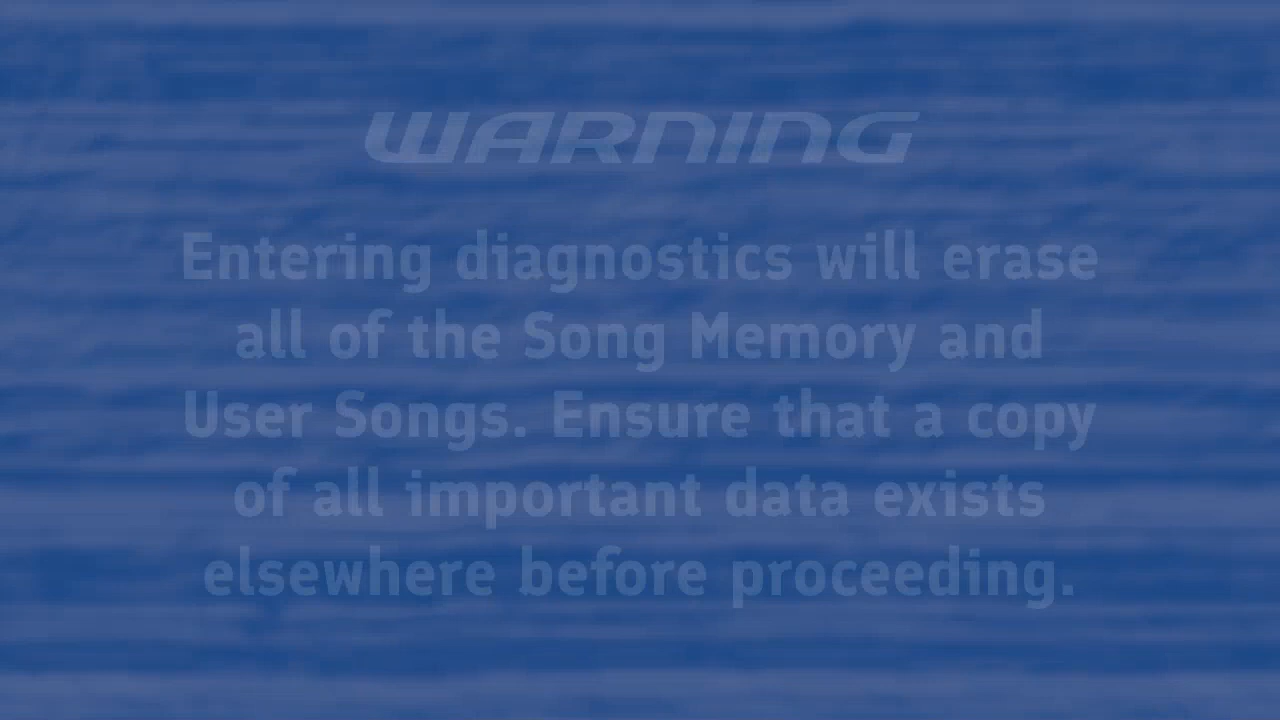 WARNING
Entering diagnostics will erase
all of the Song Memory and
User Songs. Ensure that a copy
of all important data exists
elsewhere before proceeding.